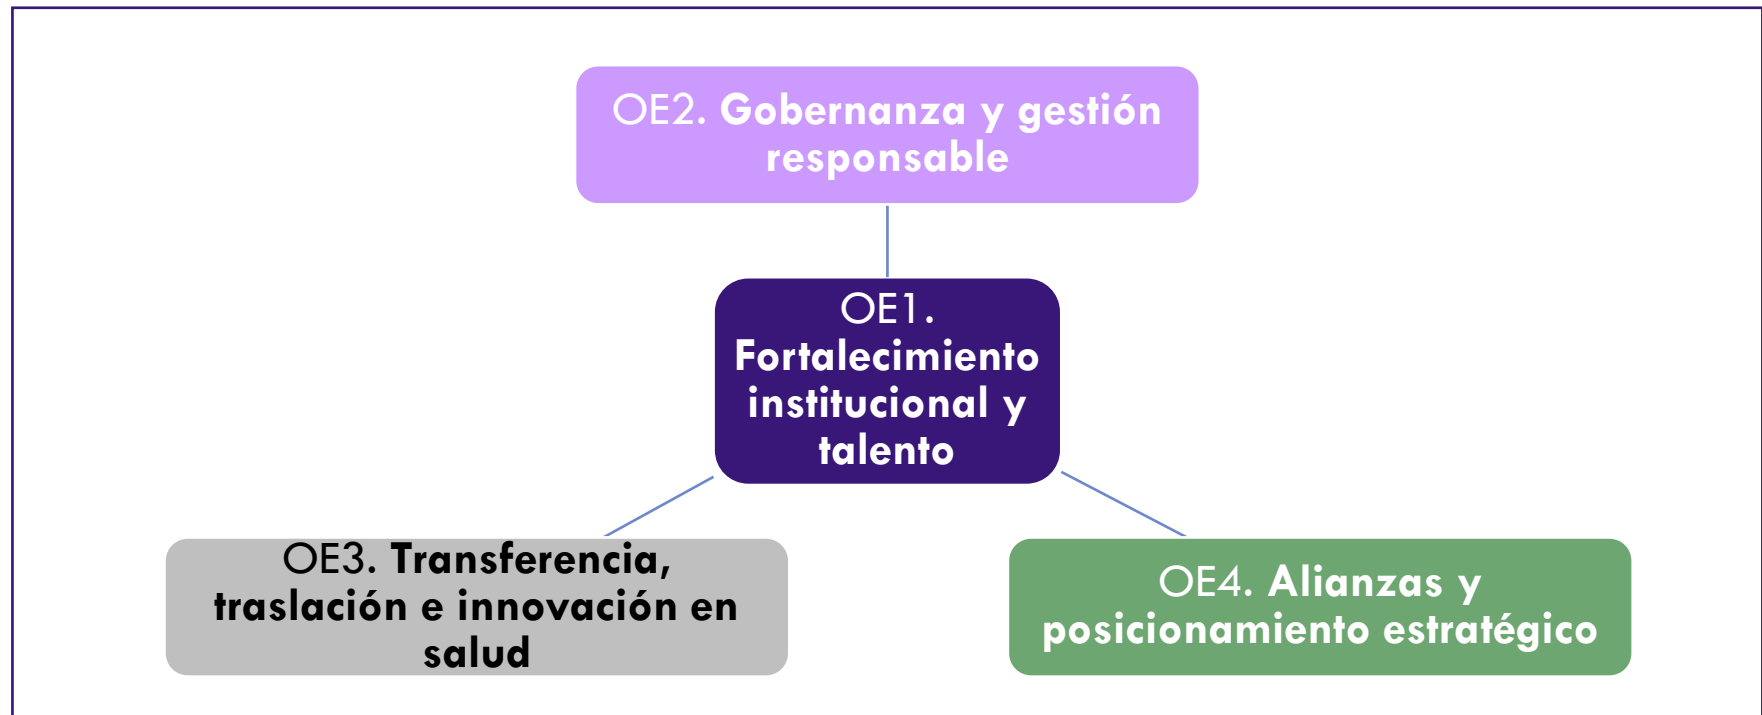 OE2. Gobernanza y gestión
responsable
OE1.
Fortalecimiento
institucional y
talento
OE3. Transferencia,
traslación e innovación en
salud
OE4. Alianzas y
posicionamiento estratégico